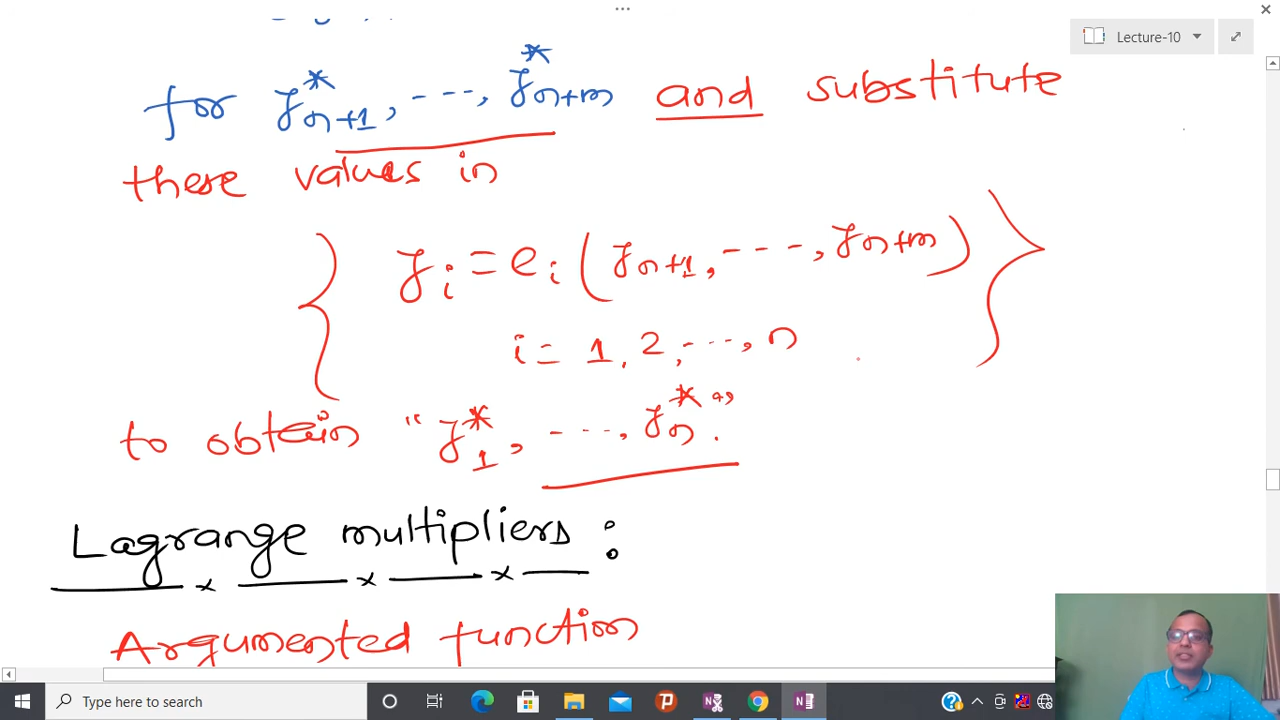 Lecture-10
for y*n+1, ---, y*n+m and substitute
these values in
{ yi = ei (yn+1, ---, yn+m) }
i = 1, 2, ---, n
to obtain "y*1, ---, y*n".
Lagrange multipliers :
Argumented function
Type here to search